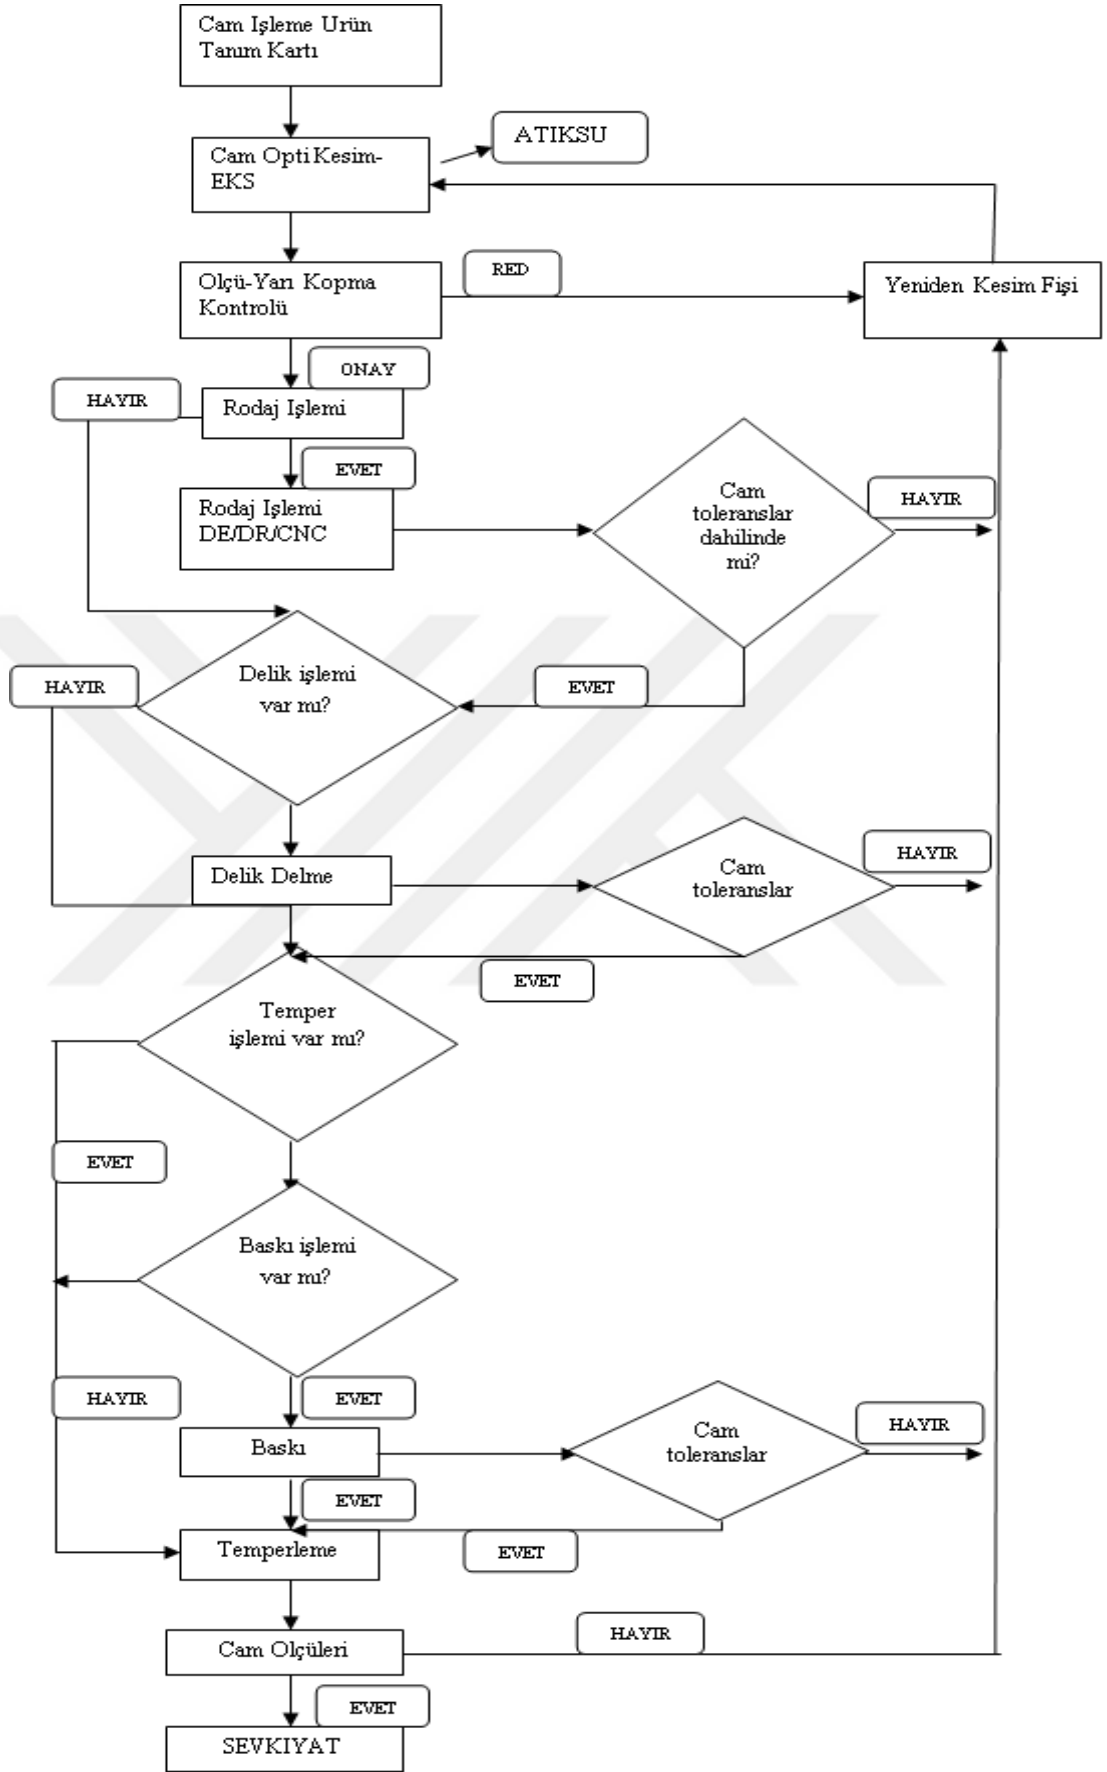 Cam Işleme Urün
Tanım Kartı
ATIKSU
Cam Opti Kesim-
EKS
RED
Olçü-Yarı Kopma
Kontrolü
Yeniden Kesim Fişi
ONAY
HAYIR
Rodaj Işlemi
EVET
Rodaj Işlemi
DE/DR/CNC
Cam
toleranslar
dahilinde
mi?
HAYIR
Delik işlemi
var mı?
HAYIR
EVET
Delik Delme
Cam
toleranslar
HAYIR
EVET
Temper
işlemi var mı?
EVET
Baskı işlemi
var mı?
HAYIR
EVET
Baskı
Cam
toleranslar
HAYIR
EVET
Temperleme
EVET
HAYIR
Cam Olçüleri
EVET
SEVKIYAT